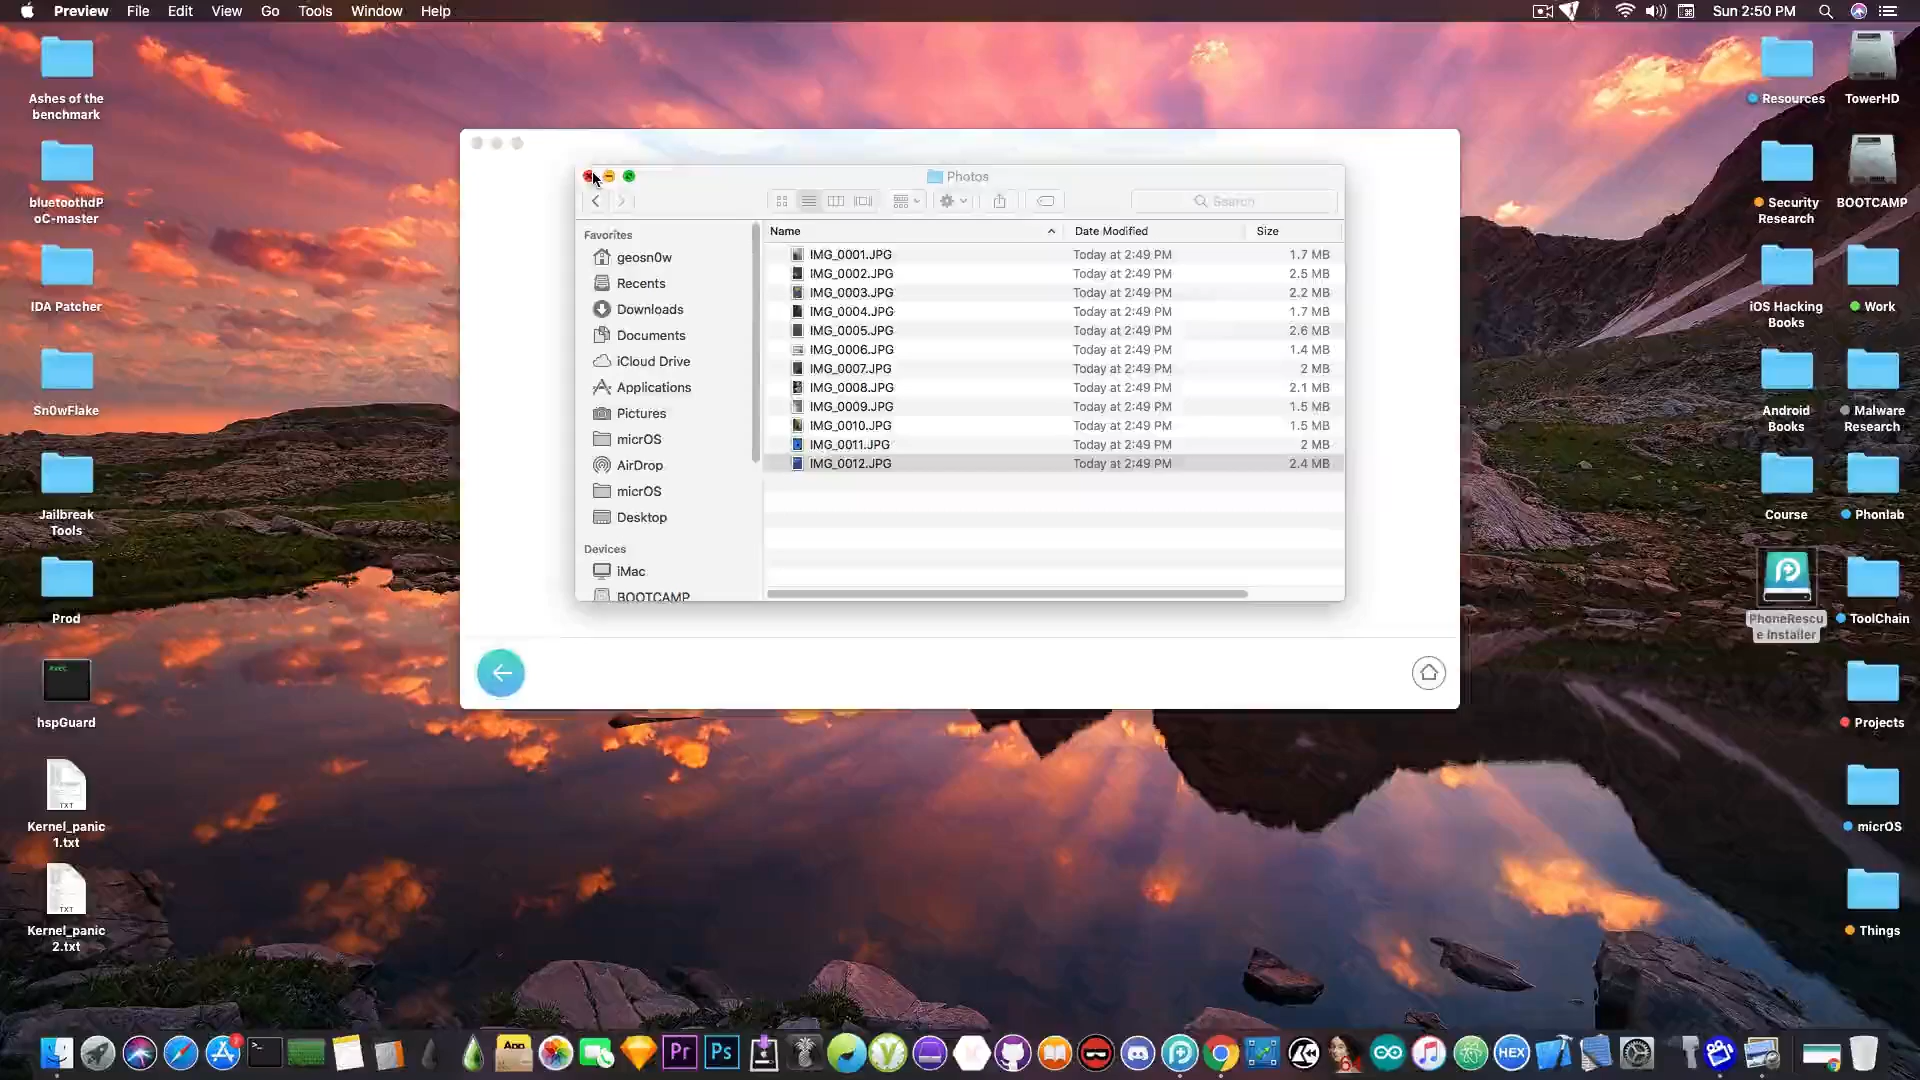 Preview File Edit View Go Tools Window Help
Sun 2:50 PM
Ashes of the
benchmark
bluetoothdP
oC-master
IDA Patcher
Sn0wFlake
Jailbreak
Tools
Prod
exec
hspGuard
TXT
Kernel_panic
1.txt
TXT
Kernel_panic
2.txt
Photos
Search
Favorites
geosn0w
Recents
Downloads
Documents
iCloud Drive
Applications
Pictures
micrOS
AirDrop
micrOS
Desktop
Devices
iMac
BOOTCAMP
Name Date Modified Size
IMG_0001.JPG Today at 2:49 PM 1.7 MB
IMG_0002.JPG Today at 2:49 PM 2.5 MB
IMG_0003.JPG Today at 2:49 PM 2.2 MB
IMG_0004.JPG Today at 2:49 PM 1.7 MB
IMG_0005.JPG Today at 2:49 PM 2.6 MB
IMG_0006.JPG Today at 2:49 PM 1.4 MB
IMG_0007.JPG Today at 2:49 PM 2 MB
IMG_0008.JPG Today at 2:49 PM 2.1 MB
IMG_0009.JPG Today at 2:49 PM 1.5 MB
IMG_0010.JPG Today at 2:49 PM 1.5 MB
IMG_0011.JPG Today at 2:49 PM 2 MB
IMG_0012.JPG Today at 2:49 PM 2.4 MB
Resources
TowerHD
Security
Research
BOOTCAMP
iOS Hacking
Books
Work
Android
Books
Malware
Research
Course
Phonlab
PhoneRescu
e Installer
ToolChain
Projects
micrOS
Things
App
Pr
Ps
HEX